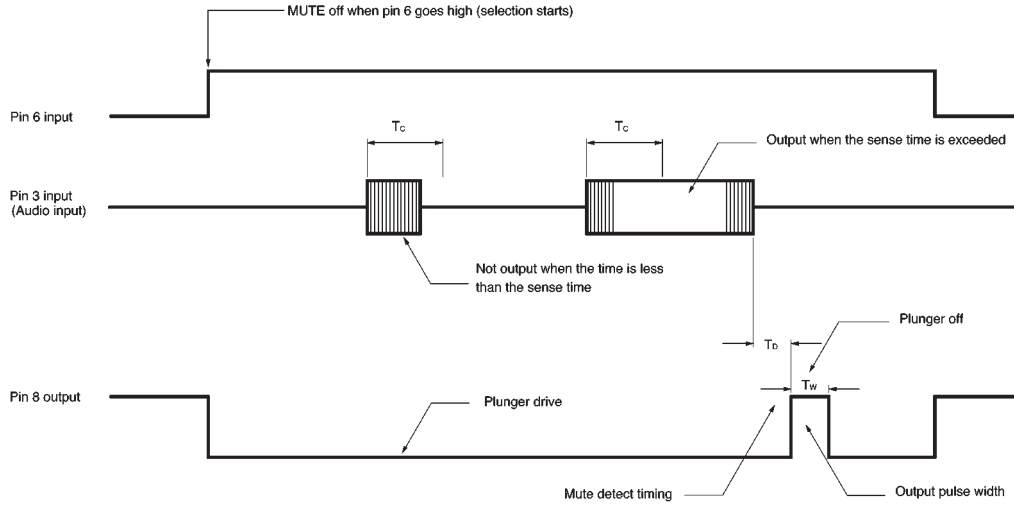 MUTE off when pin 6 goes high (selection starts)
Pin 6 input
TC
TC
Output when the sense time is exceeded
Pin 3 input
(Audio input)
Not output when the time is less
than the sense time
Plunger off
TD
TW
Pin 8 output
Plunger drive
Mute detect timing
Output pulse width